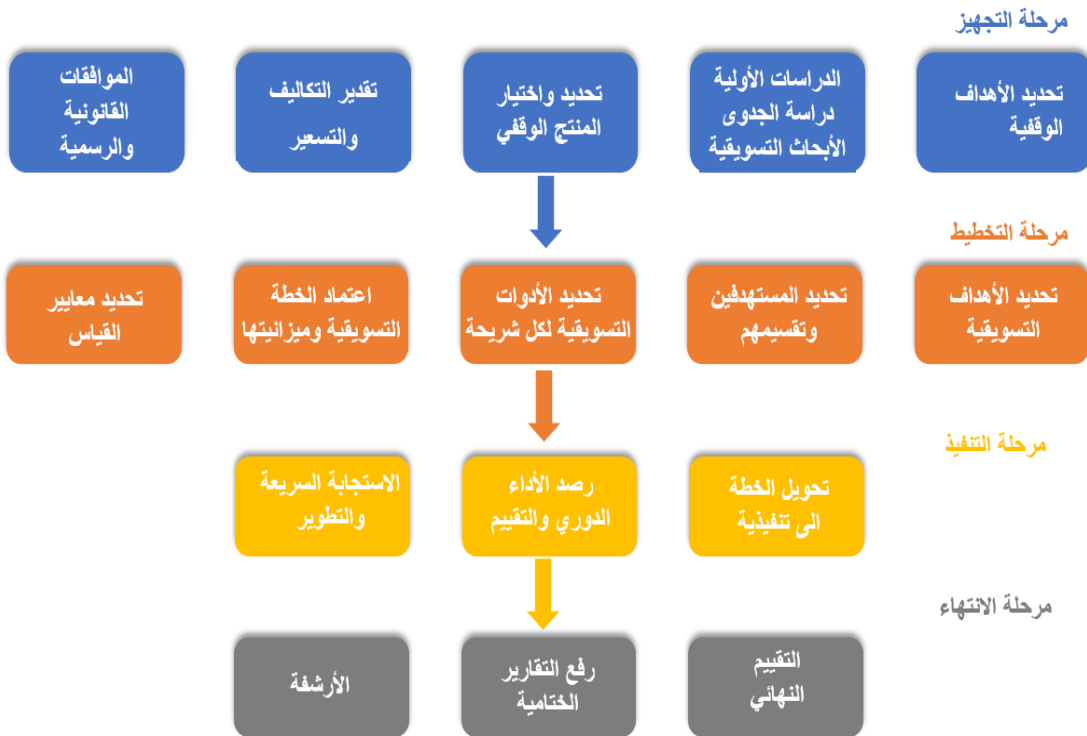 مرحلة التجهيز
تحديد الأهداف
الوقفية
الدراسات الأولية
دراسة الجدوى
الأبحاث التسويقية
تحديد واختيار
المنتج الوقفي
تقدير التكاليف
والتسعير
الموافقات
القانونية
والرسمية
مرحلة التخطيط
تحديد الأهداف
التسويقية
تحديد المستهدفين
وتقسيمهم
تحديد الأدوات
التسويقية لكل شريحة
اعتماد الخطة
التسويقية وميزانيتها
تحديد معايير
القياس
مرحلة التنفيذ
تحويل الخطة
الى تنفيذية
رصد الأداء
الدوري والتقييم
الاستجابة السريعة
والتطوير
مرحلة الانتهاء
التقييم
النهائي
رفع التقارير
الختامية
الأرشفة